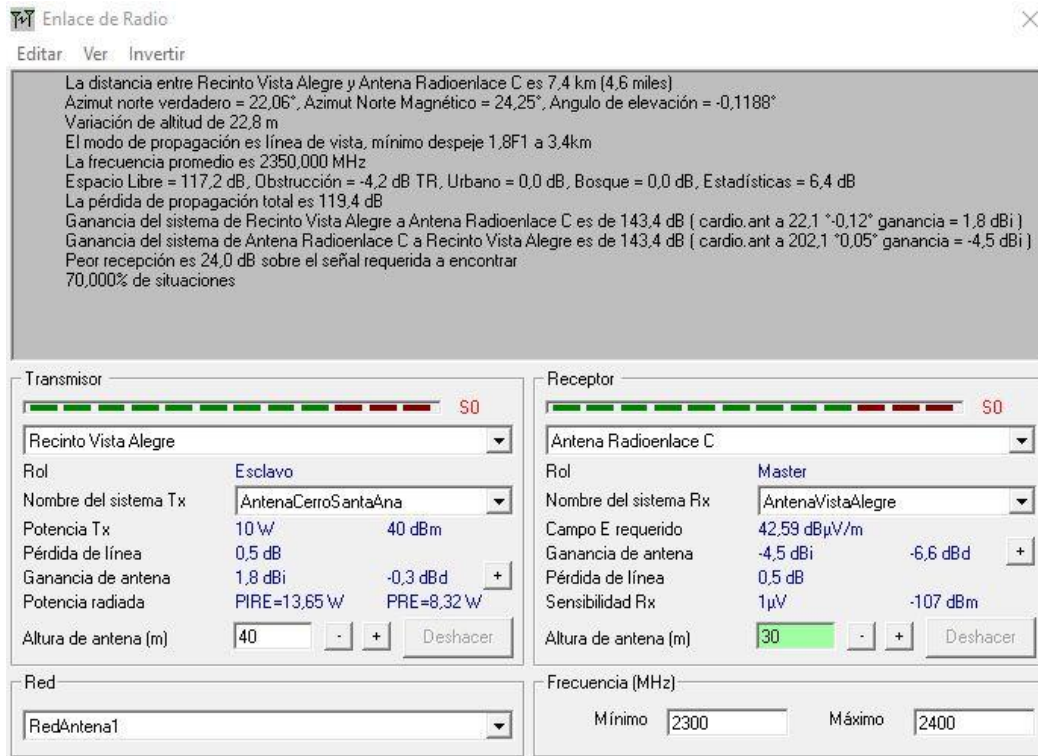 Enlace de Radio
Editar Ver Invertir
La distancia entre Recinto Vista Alegre y Antena Radioenlace C es 7,4 km (4,6 miles)
Azimut norte verdadero = 22,06°, Azimut Norte Magnético = 24,25°, Angulo de elevación = -0,1188°
Variación de altitud de 22,8 m
El modo de propagación es línea de vista, mínimo despeje 1,8F1 a 3,4km
La frecuencia promedio es 2350,000 MHz
Espacio Libre = 117,2 dB, Obstrucción = -4,2 dB TR, Urbano = 0,0 dB, Bosque = 0,0 dB, Estadísticas = 6,4 dB
La pérdida de propagación total es 119,4 dB
Ganancia del sistema de Recinto Vista Alegre a Antena Radioenlace C es de 143,4 dB ( cardio.ant a 22,1 °-0,12° ganancia = 1,8 dBi )
Ganancia del sistema de Antena Radioenlace C a Recinto Vista Alegre es de 143,4 dB ( cardio.ant a 202,1 °0,05° ganancia = -4,5 dBi )
Peor recepción es 24,0 dB sobre el señal requerida a encontrar
70,000% de situaciones
Transmisor
S0
Recinto Vista Alegre
Rol Esclavo
Nombre del sistema Tx AntenaCerroSantaAna
Potencia Tx 10 W 40 dBm
Pérdida de línea 0,5 dB
Ganancia de antena 1,8 dBi -0,3 dBd +
Potencia radiada PIRE=13,65 W PRE=8,32 W
Altura de antena (m) 40 - + Deshacer
Receptor
S0
Antena Radioenlace C
Rol Master
Nombre del sistema Rx AntenaVistaAlegre
Campo E requerido 42,59 dBµV/m
Ganancia de antena -4,5 dBi -6,6 dBd +
Pérdida de línea 0,5 dB
Sensibilidad Rx 1µV -107 dBm
Altura de antena (m) 30 - + Deshacer
Red
RedAntena1
Frecuencia (MHz)
Mínimo 2300 Máximo 2400